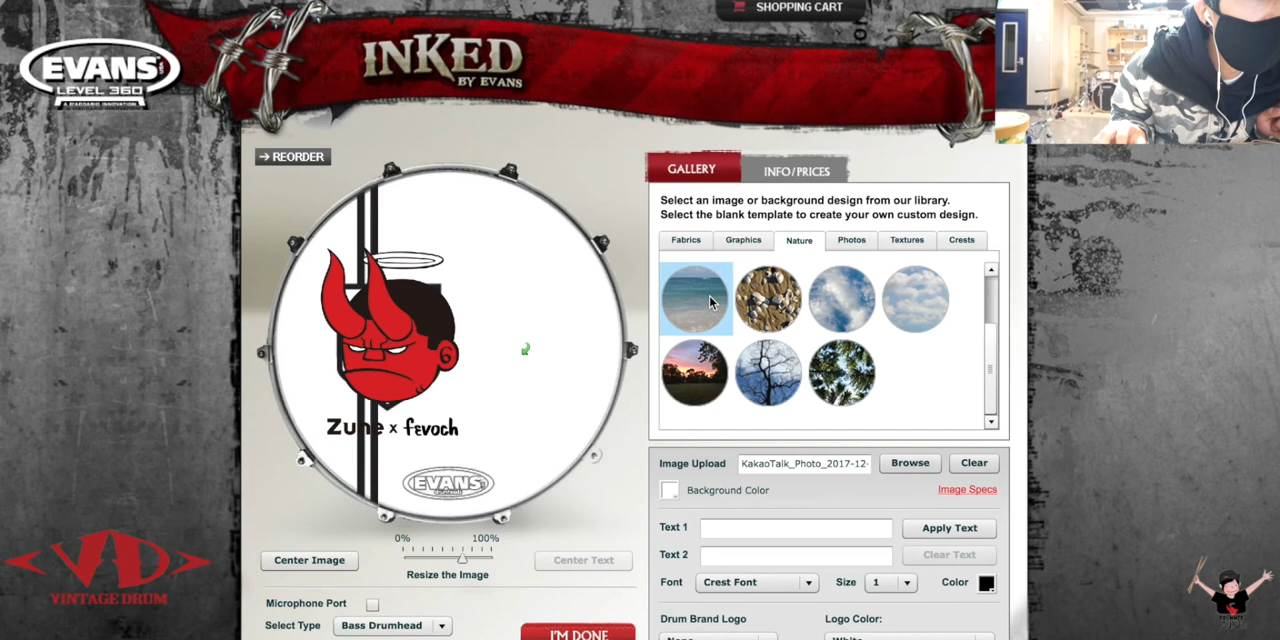 SHOPPING CART
EVANS
LEVEL 360
A D'ADDARIO INNOVATION
INKED
BY EVANS
→ REORDER
GALLERY
INFO/PRICES
Select an image or background design from our library.
Select the blank template to create your own custom design.
Fabrics
Graphics
Nature
Photos
Textures
Crests
Zune x fevoch
EVANS
Image Upload
KakaoTalk_Photo_2017-12-
Browse
Clear
Background Color
Image Specs
Text 1
Apply Text
Text 2
Clear Text
Font
Crest Font
Size
1
Color
0%
100%
Center Image
Resize the Image
Center Text
Microphone Port
Select Type
Bass Drumhead
I'M DONE
Drum Brand Logo
Logo Color:
None
White
VD
VINTAGE DRUM